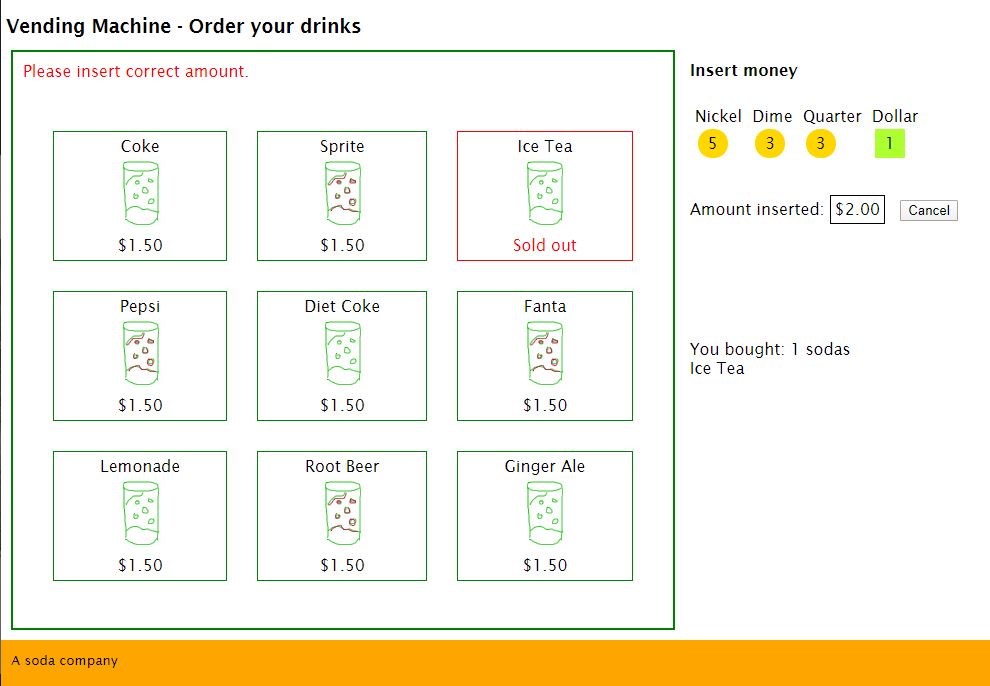 Vending Machine - Order your drinks
Please insert correct amount.
Coke Sprite Ice Tea
$1.50 $1.50 Sold out
Pepsi Diet Coke Fanta
$1.50 $1.50 $1.50
Lemonade Root Beer Ginger Ale
$1.50 $1.50 $1.50
Insert money
Nickel Dime Quarter Dollar
5 3 3 1
Amount inserted: $2.00 Cancel
You bought: 1 sodas
Ice Tea
A soda company